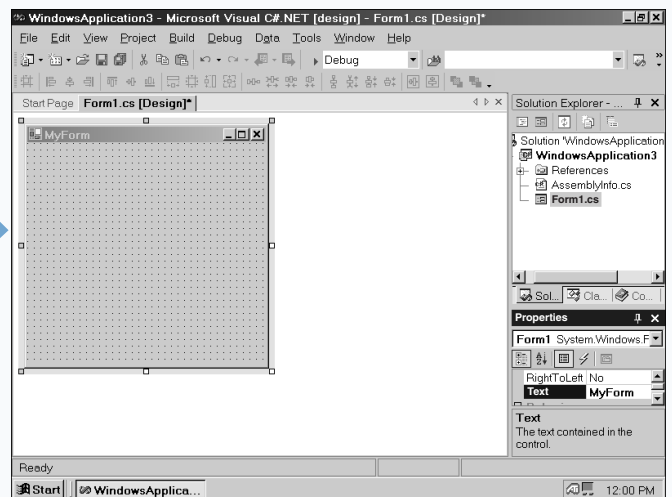 WindowsApplication3 - Microsoft Visual C#.NET [design] - Form1.cs [Design]*
File Edit View Project Build Debug Data Tools Window Help
Debug
Start Page Form1.cs [Design]*
Solution Explorer - ...
MyForm
Solution 'WindowsApplication
WindowsApplication3
References
AssemblyInfo.cs
Form1.cs
Sol... Cla... Co...
Properties
Form1 System.Windows.F
RightToLeft No
Text MyForm
Text
The text contained in the
control.
Ready
Start WindowsApplica... 12:00 PM